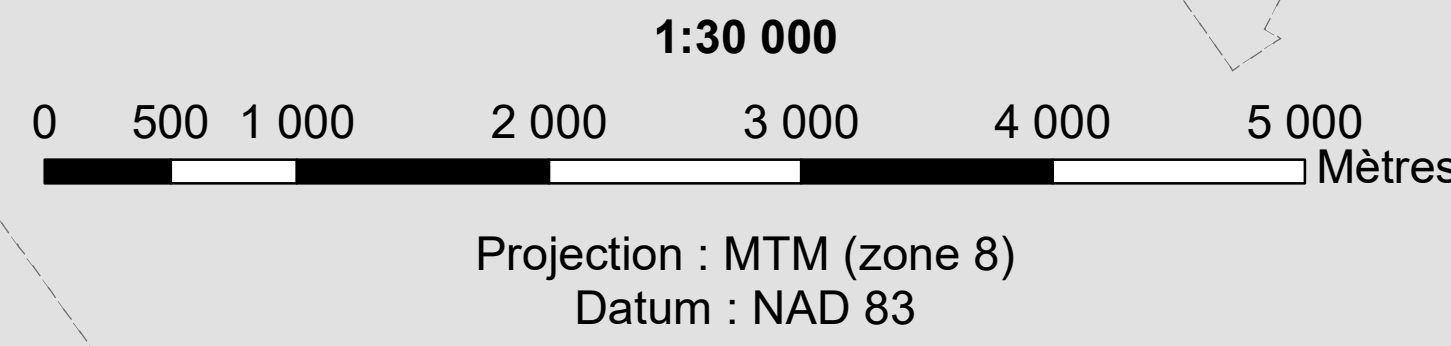 1:30 000
0 500 1 000 2 000 3 000 4 000 5 000
Mètres
Projection : MTM (zone 8)
Datum : NAD 83